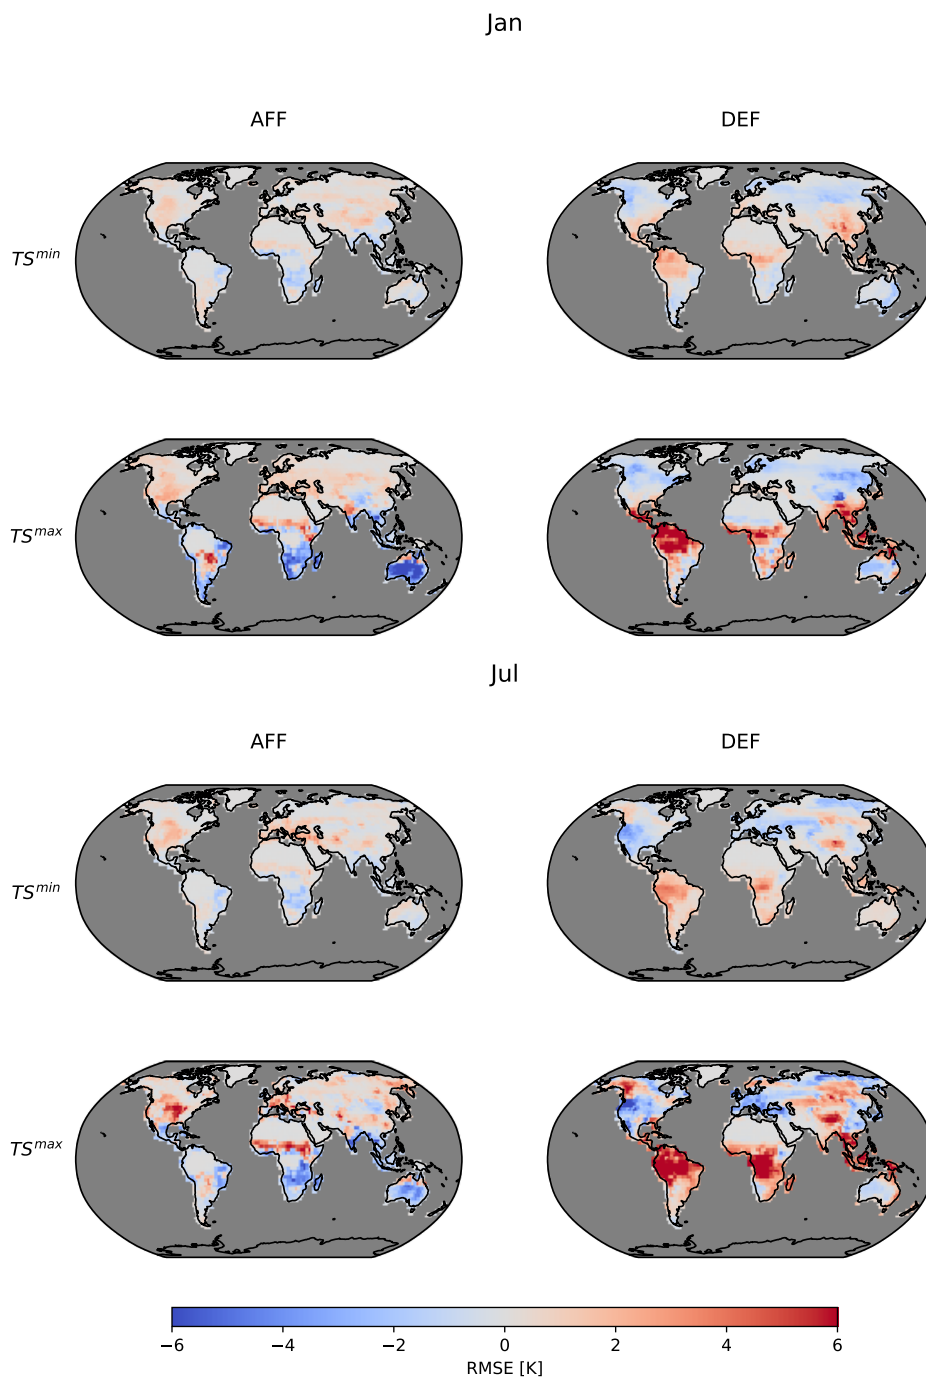 Jan
AFF DEF
TS^min
TS^max
Jul
AFF DEF
TS^min
TS^max
−6 −4 −2 0 2 4 6
RMSE [K]